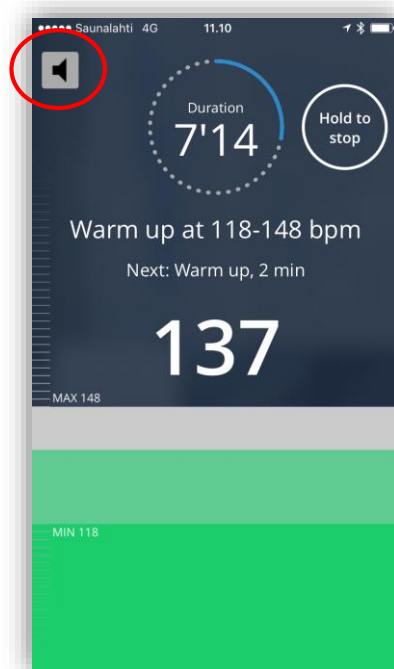 Saunalahti 4G 11.10
Duration
7'14
Hold to
stop
Warm up at 118-148 bpm
Next: Warm up, 2 min
137
MAX 148
MIN 118